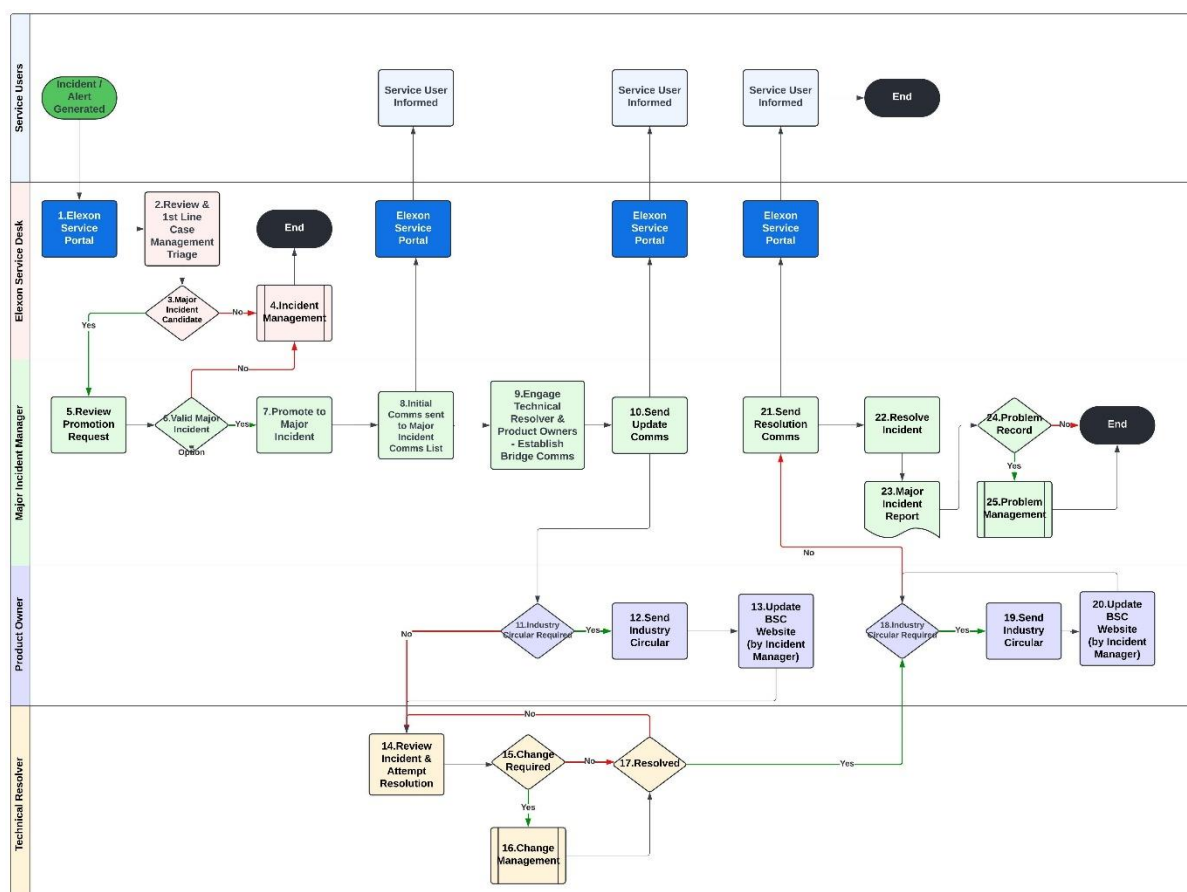 Service Users
Incident /
Alert
Generated
Service User
Informed
Service User
Informed
Service User
Informed
End
Elexon Service Desk
1.Elexon
Service
Portal
2.Review &
1st Line
Case
Management
Triage
End
Elexon
Service
Portal
Elexon
Service
Portal
Elexon
Service
Portal
3.Major
Incident
Candidate
No
4.Incident
Management
Yes
Major Incident Manager
No
5.Review
Promotion
Request
6.Valid Major
Incident
Option
Yes
7.Promote to
Major
Incident
8.Initial
Comms sent
to Major
Incident
Comms List
9.Engage
Technical
Resolver &
Product Owners
- Establish
Bridge Comms
10.Send
Update
Comms
21.Send
Resolution
Comms
22.Resolve
Incident
23.Major
Incident
Report
24.Problem
Record
No
End
Yes
25.Problem
Management
No
Product Owner
No
11.Industry
Circular Required
Yes
12.Send
Industry
Circular
13.Update
BSC
Website
(by Incident
Manager)
18.Industry
Circular Required
Yes
19.Send
Industry
Circular
20.Update
BSC
Website
(by Incident
Manager)
Technical Resolver
No
14.Review
Incident &
Attempt
Resolution
15.Change
Required
No
17.Resolved
Yes
Yes
16.Change
Management